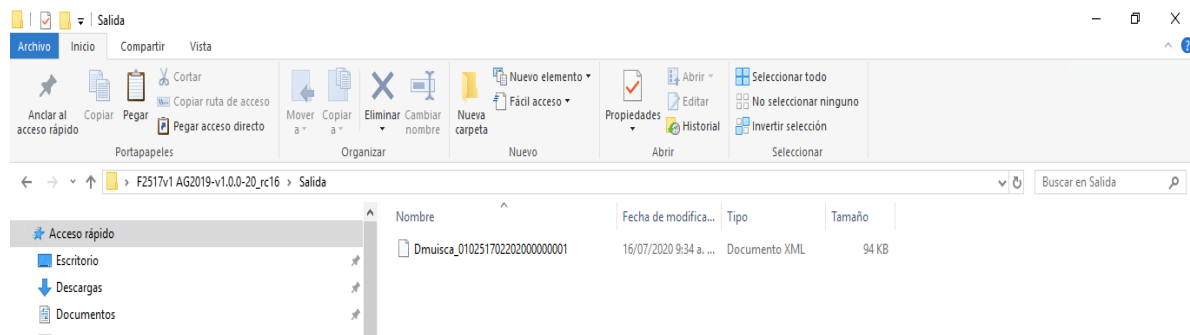 Salida
Archivo Inicio Compartir Vista
Anclar al acceso rápido
Copiar
Pegar
Cortar
Copiar ruta de acceso
Pegar acceso directo
Portapapeles
Mover a
Copiar a
Eliminar
Cambiar nombre
Organizar
Nueva carpeta
Nuevo elemento
Fácil acceso
Nuevo
Propiedades
Abrir
Editar
Historial
Abrir
Seleccionar todo
No seleccionar ninguno
Invertir selección
Seleccionar
F2517v1 AG2019-v1.0.0-20_rc16 > Salida
Buscar en Salida
Nombre Fecha de modifica... Tipo Tamaño
Dmuisca_010251702202000000001 16/07/2020 9:34 a. ... Documento XML 94 KB
Acceso rápido
Escritorio
Descargas
Documentos